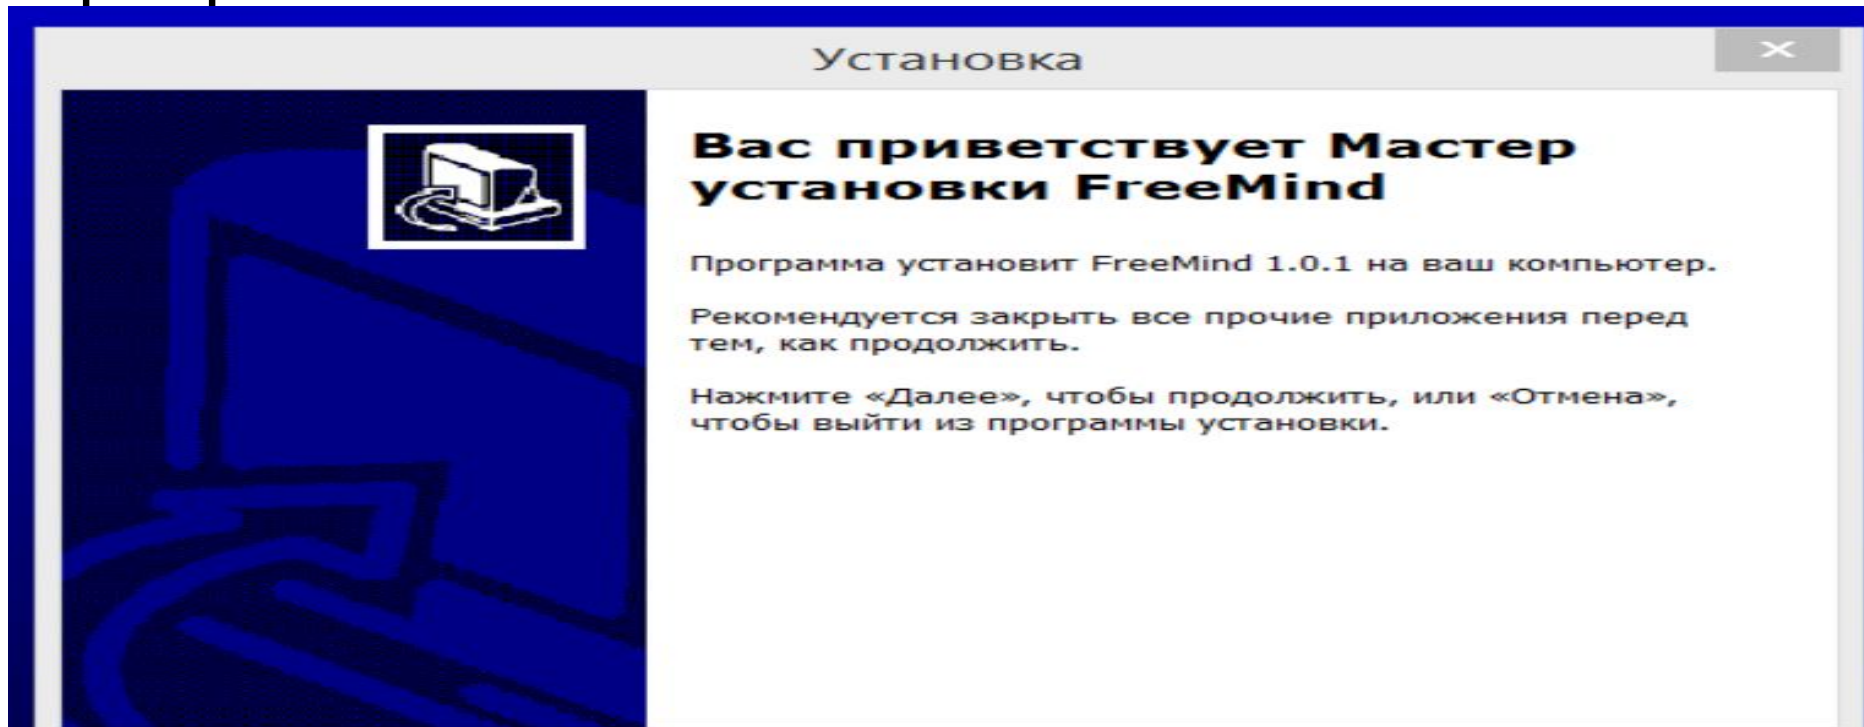 Установка
Вас приветствует Мастер
установки FreeMind
Программа установит FreeMind 1.0.1 на ваш компьютер.
Рекомендуется закрыть все прочие приложения перед
тем, как продолжить.
Нажмите «Далее», чтобы продолжить, или «Отмена»,
чтобы выйти из программы установки.